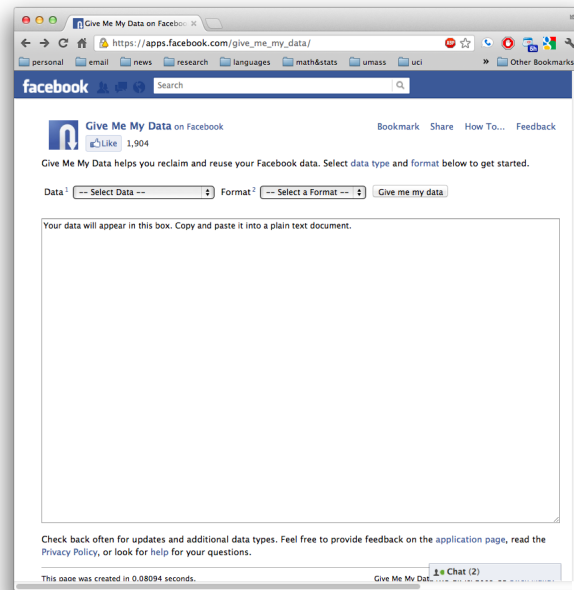 Give Me My Data on Facebook
https://apps.facebook.com/give_me_my_data/
personal email news research languages math&stats umass uci » Other Bookmarks
facebook Search
Give Me My Data on Facebook
Bookmark Share How To... Feedback
Like 1,904
Give Me My Data helps you reclaim and reuse your Facebook data. Select data type and format below to get started.
Data 1 -- Select Data -- Format 2 -- Select a Format -- Give me my data
Your data will appear in this box. Copy and paste it into a plain text document.
Check back often for updates and additional data types. Feel free to provide feedback on the application page, read the
Privacy Policy, or look for help for your questions.
Chat (2)
This page was created in 0.08094 seconds. Give Me My Data